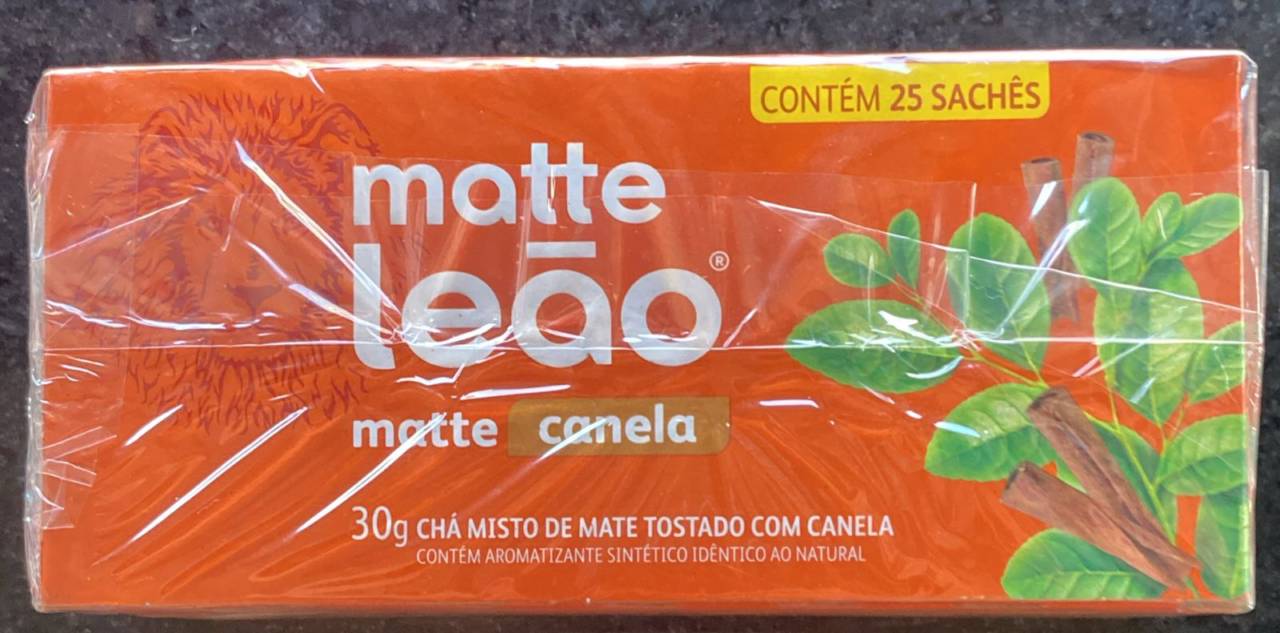 CONTÉM 25 SACHÊS
matte
leão®
matte canela
30g CHÁ MISTO DE MATE TOSTADO COM CANELA
CONTÉM AROMATIZANTE SINTÉTICO IDÊNTICO AO NATURAL